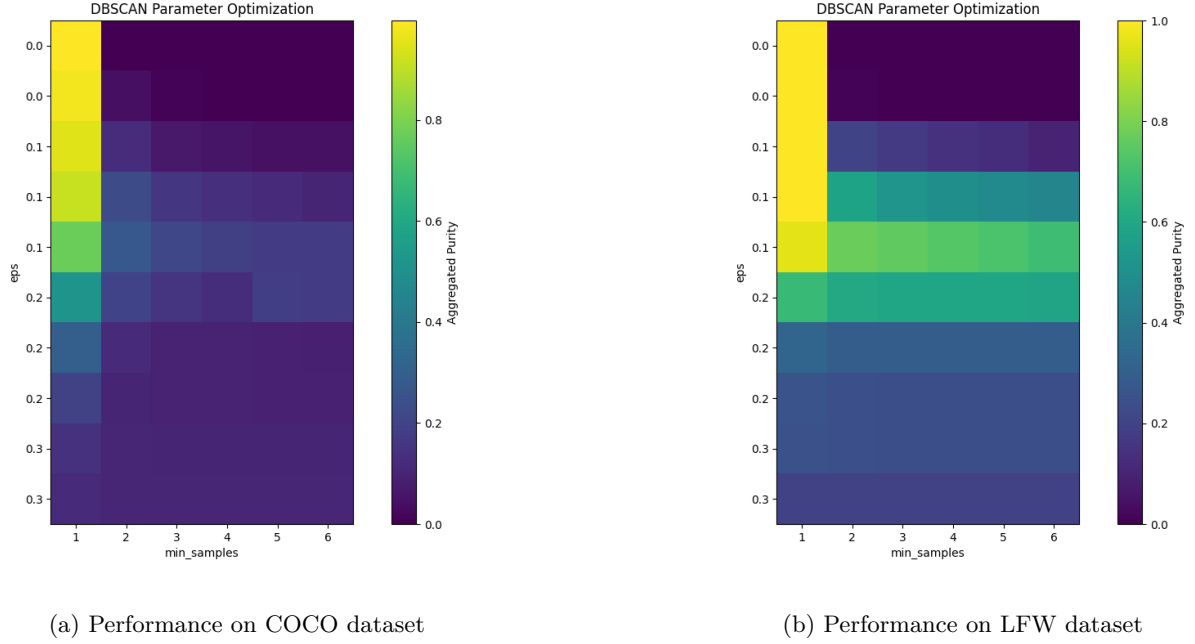 DBSCAN Parameter Optimization
0.0
0.0
0.1
0.1
0.1
0.2
0.2
0.2
0.3
0.3
eps
1 2 3 4 5 6
min_samples
0.8
0.6
0.4
0.2
0.0
Aggregated Purity
(a) Performance on COCO dataset
DBSCAN Parameter Optimization
0.0
0.0
0.1
0.1
0.1
0.2
0.2
0.2
0.3
0.3
eps
1 2 3 4 5 6
min_samples
1.0
0.8
0.6
0.4
0.2
0.0
Aggregated Purity
(b) Performance on LFW dataset